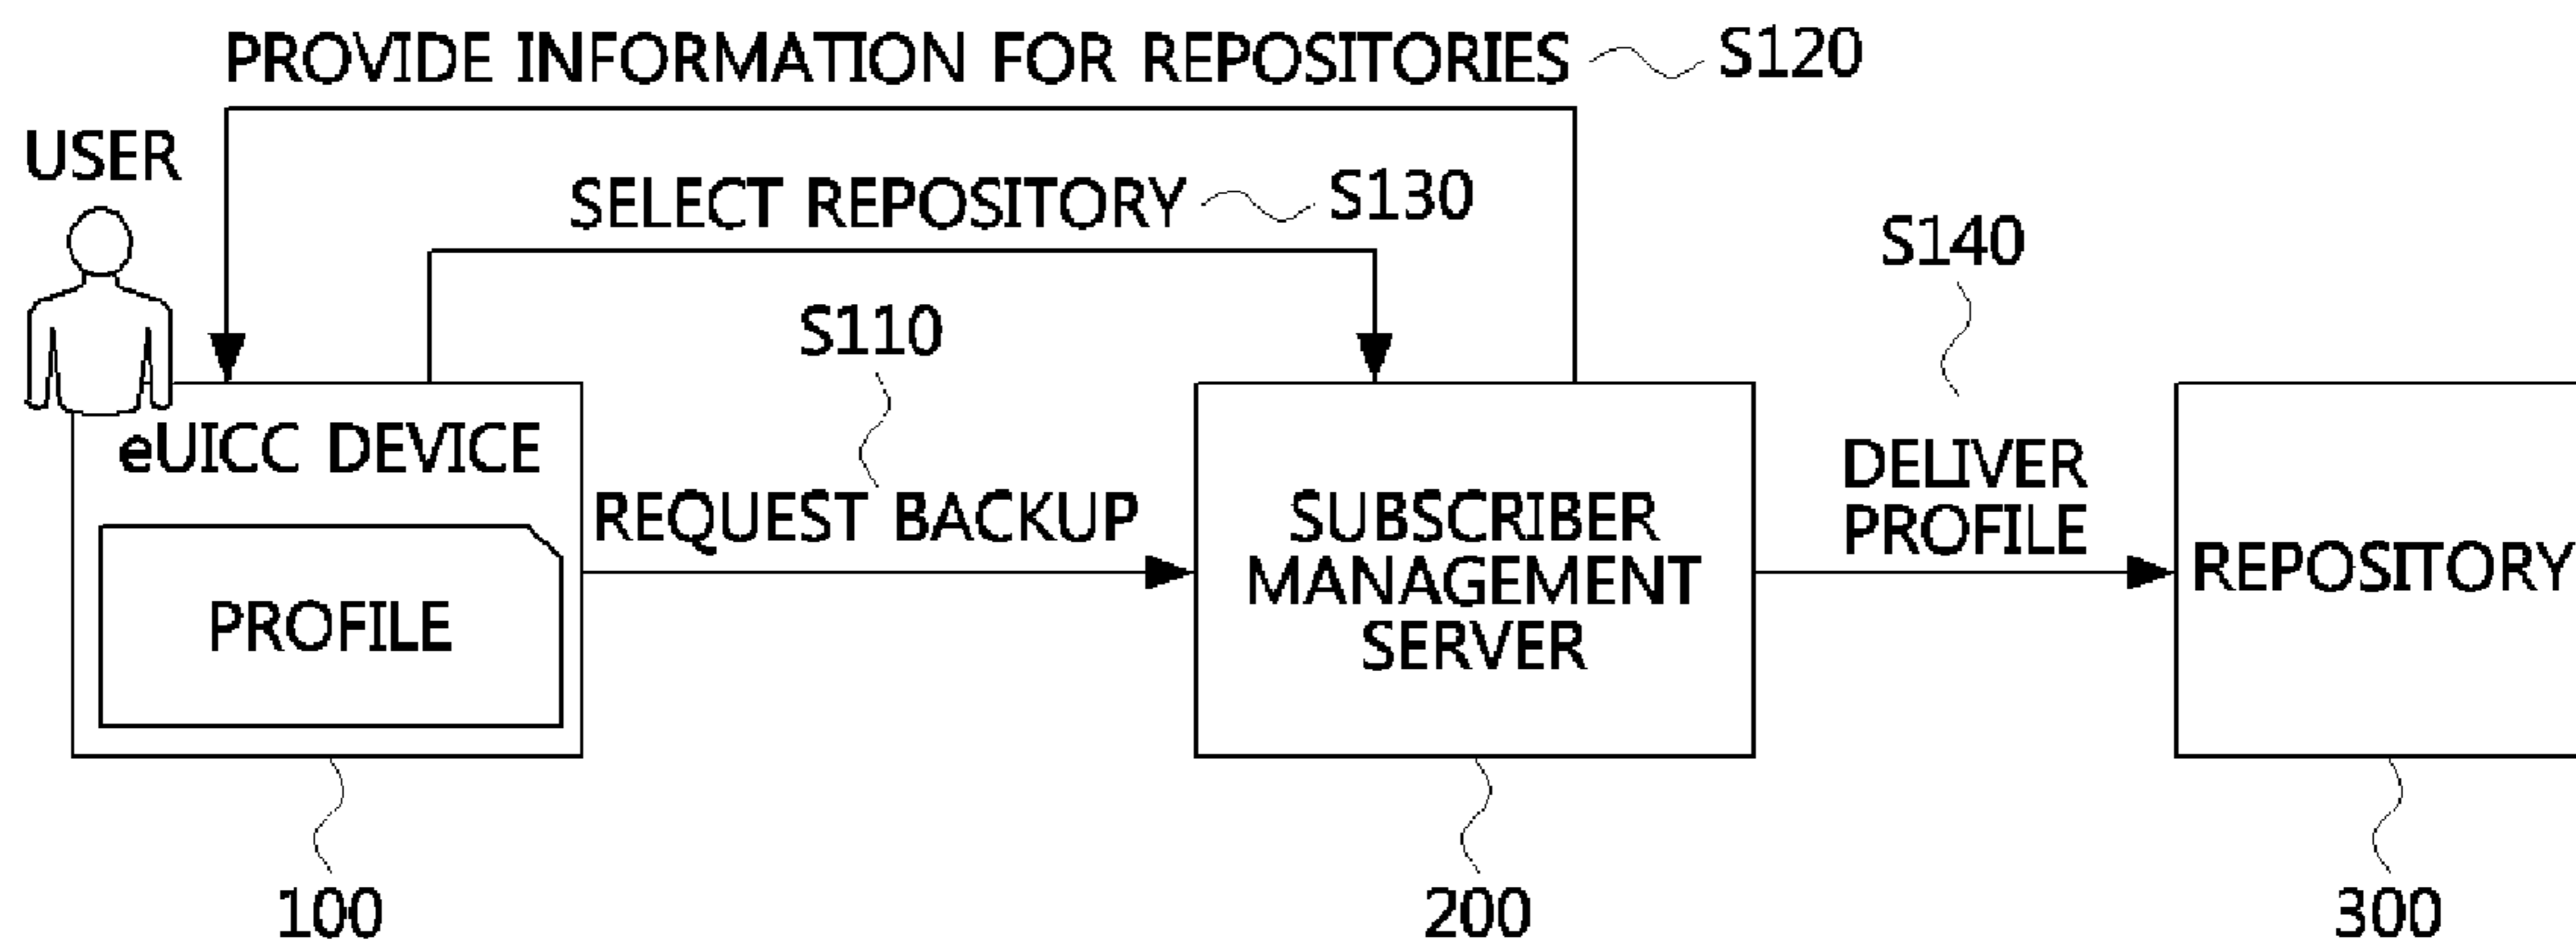 PROVIDE INFORMATION FOR REPOSITORIES S120
USER
SELECT REPOSITORY S130
S140
S110
eUICC DEVICE
PROFILE
REQUEST BACKUP
SUBSCRIBER
MANAGEMENT
SERVER
DELIVER
PROFILE
REPOSITORY
100
200
300